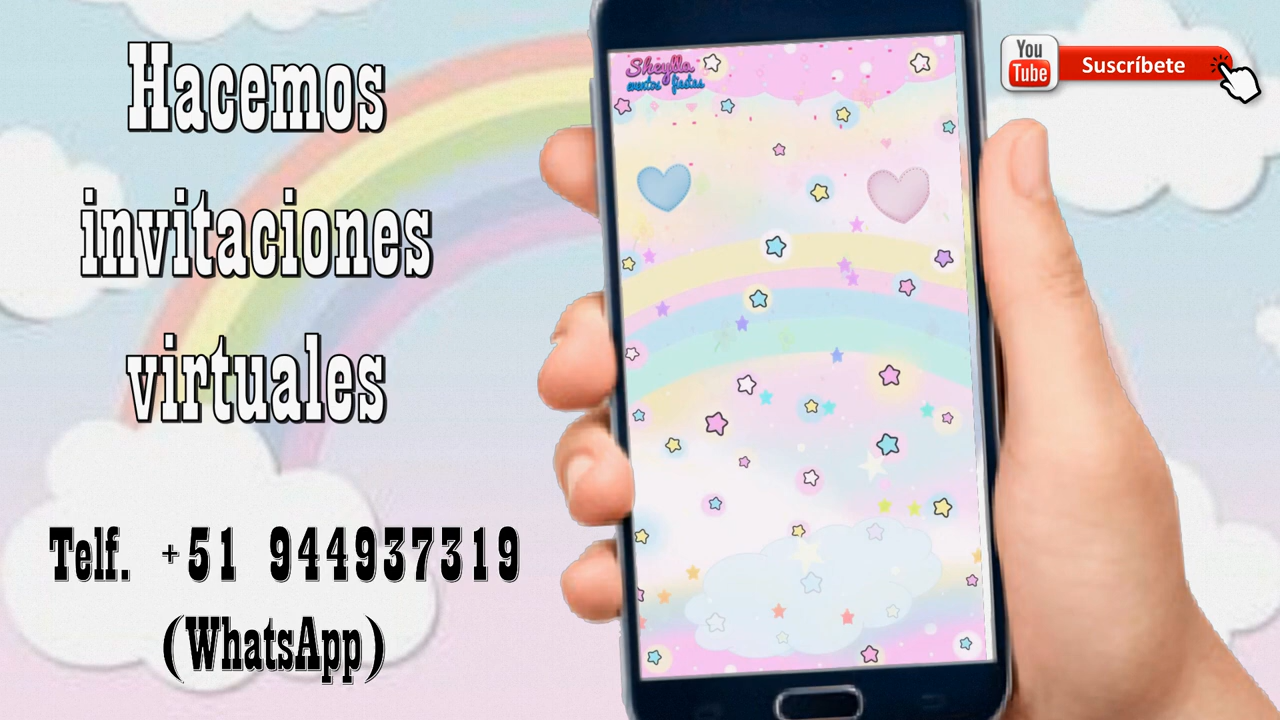 Hacemos
invitaciones
virtuales
Telf. +51 944937319
(WhatsApp)
Sheylla
eventos fiestas
You
Tube
Suscríbete